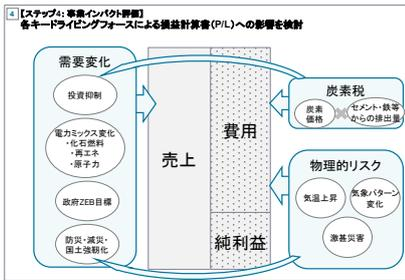 4 【ステップ4: 事業インパクト評価】
各キードライビングフォースによる損益計算書(P/L)への影響を検討
需要変化
投資抑制
電力ミックス変化
・化石燃料
・再エネ
・原子力
政府ZEB目標
防災・減災・
国土強靭化
売上
費用
純利益
炭素税
炭素
価格
セメント・鉄等
からの排出量
物理的リスク
気温上昇
気象パターン
変化
激甚災害